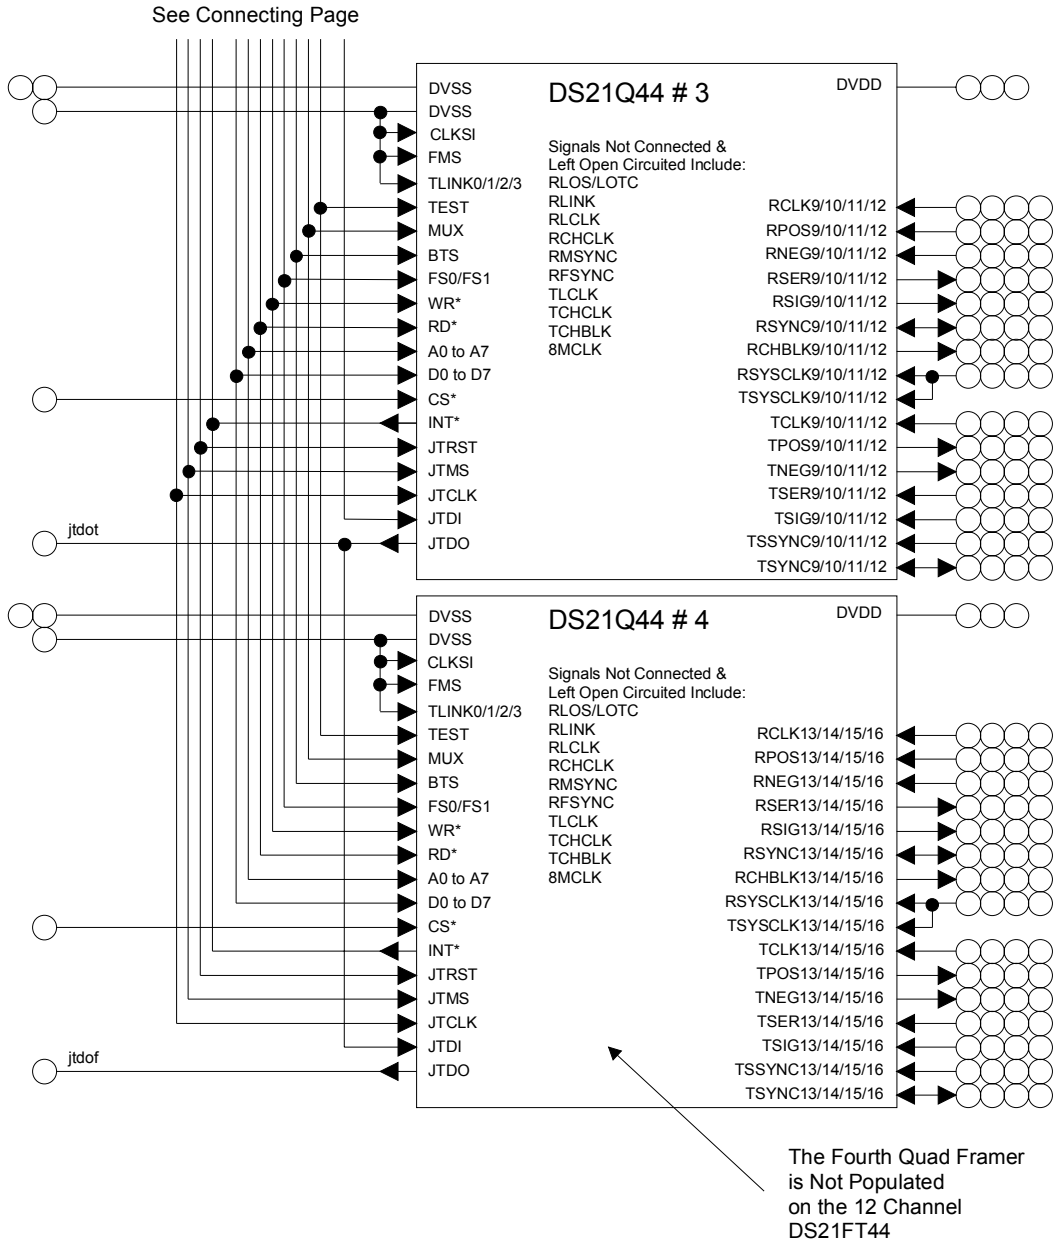 See Connecting Page
DVSS
DVSS
CLKSI
FMS
TLINK0/1/2/3
TEST
MUX
BTS
FS0/FS1
WR*
RD*
A0 to A7
D0 to D7
CS*
INT*
JTRST
JTMS
JTCLK
JTDI
JTDO
jtdot
DS21Q44 # 3
Signals Not Connected &
Left Open Circuited Include:
RLOS/LOTC
RLINK
RLCLK
RCHCLK
RMSYNC
RFSYNC
TLCLK
TCHCLK
TCHBLK
8MCLK
DVDD
RCLK9/10/11/12
RPOS9/10/11/12
RNEG9/10/11/12
RSER9/10/11/12
RSIG9/10/11/12
RSYNC9/10/11/12
RCHBLK9/10/11/12
RSYSCLK9/10/11/12
TSYSCLK9/10/11/12
TCLK9/10/11/12
TPOS9/10/11/12
TNEG9/10/11/12
TSER9/10/11/12
TSIG9/10/11/12
TSSYNC9/10/11/12
TSYNC9/10/11/12
DVSS
DVSS
CLKSI
FMS
TLINK0/1/2/3
TEST
MUX
BTS
FS0/FS1
WR*
RD*
A0 to A7
D0 to D7
CS*
INT*
JTRST
JTMS
JTCLK
JTDI
JTDO
jtdof
DS21Q44 # 4
Signals Not Connected &
Left Open Circuited Include:
RLOS/LOTC
RLINK
RLCLK
RCHCLK
RMSYNC
RFSYNC
TLCLK
TCHCLK
TCHBLK
8MCLK
DVDD
RCLK13/14/15/16
RPOS13/14/15/16
RNEG13/14/15/16
RSER13/14/15/16
RSIG13/14/15/16
RSYNC13/14/15/16
RCHBLK13/14/15/16
RSYSCLK13/14/15/16
TSYSCLK13/14/15/16
TCLK13/14/15/16
TPOS13/14/15/16
TNEG13/14/15/16
TSER13/14/15/16
TSIG13/14/15/16
TSSYNC13/14/15/16
TSYNC13/14/15/16
The Fourth Quad Framer
is Not Populated
on the 12 Channel
DS21FT44